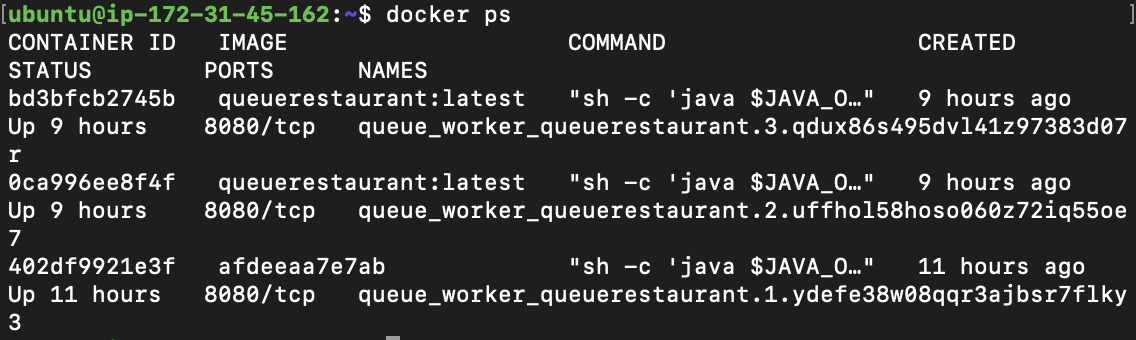 [ubuntu@ip-172-31-45-162:~$ docker ps ]
CONTAINER ID   IMAGE                    COMMAND                  CREATED
STATUS        PORTS      NAMES
bd3bfcb2745b   queuerestaurant:latest   "sh -c 'java $JAVA_O…"   9 hours ago
Up 9 hours    8080/tcp   queue_worker_queuerestaurant.3.qdux86s495dvl41z97383d07
r
0ca996ee8f4f   queuerestaurant:latest   "sh -c 'java $JAVA_O…"   9 hours ago
Up 9 hours    8080/tcp   queue_worker_queuerestaurant.2.uffhol58hoso060z72iq55oe
7
402df9921e3f   afdeeaa7e7ab             "sh -c 'java $JAVA_O…"   11 hours ago
Up 11 hours   8080/tcp   queue_worker_queuerestaurant.1.ydefe38w08qqr3ajbsr7flky
3